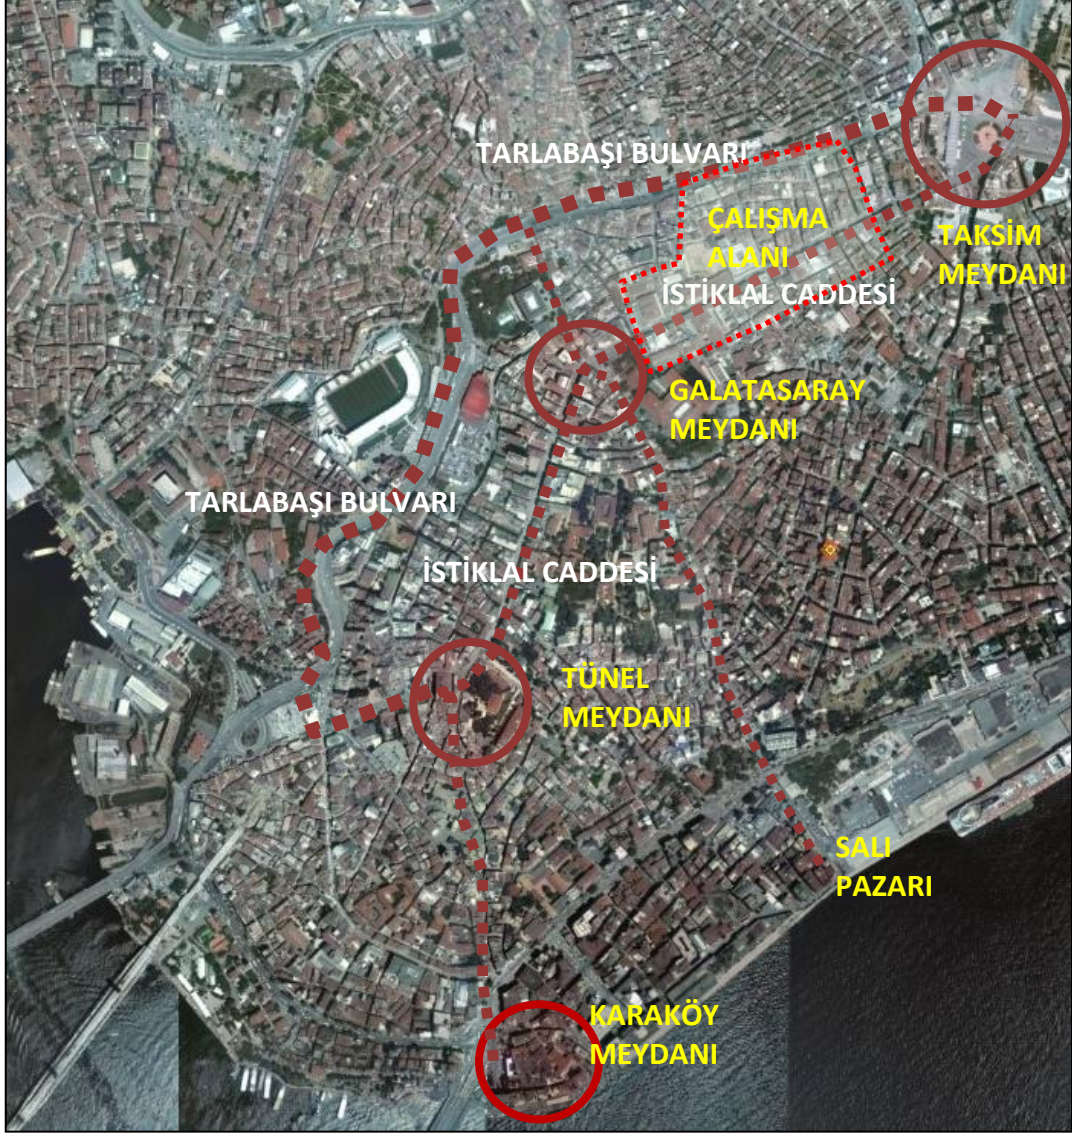 TARLABAŞI BULVARI
ÇALIŞMA
ALANI
TAKSİM
MEYDANI
İSTİKLAL CADDESİ
GALATASARAY
MEYDANI
TARLABAŞI BULVARI
İSTİKLAL CADDESİ
TÜNEL
MEYDANI
SALI
PAZARI
KARAKÖY
MEYDANI